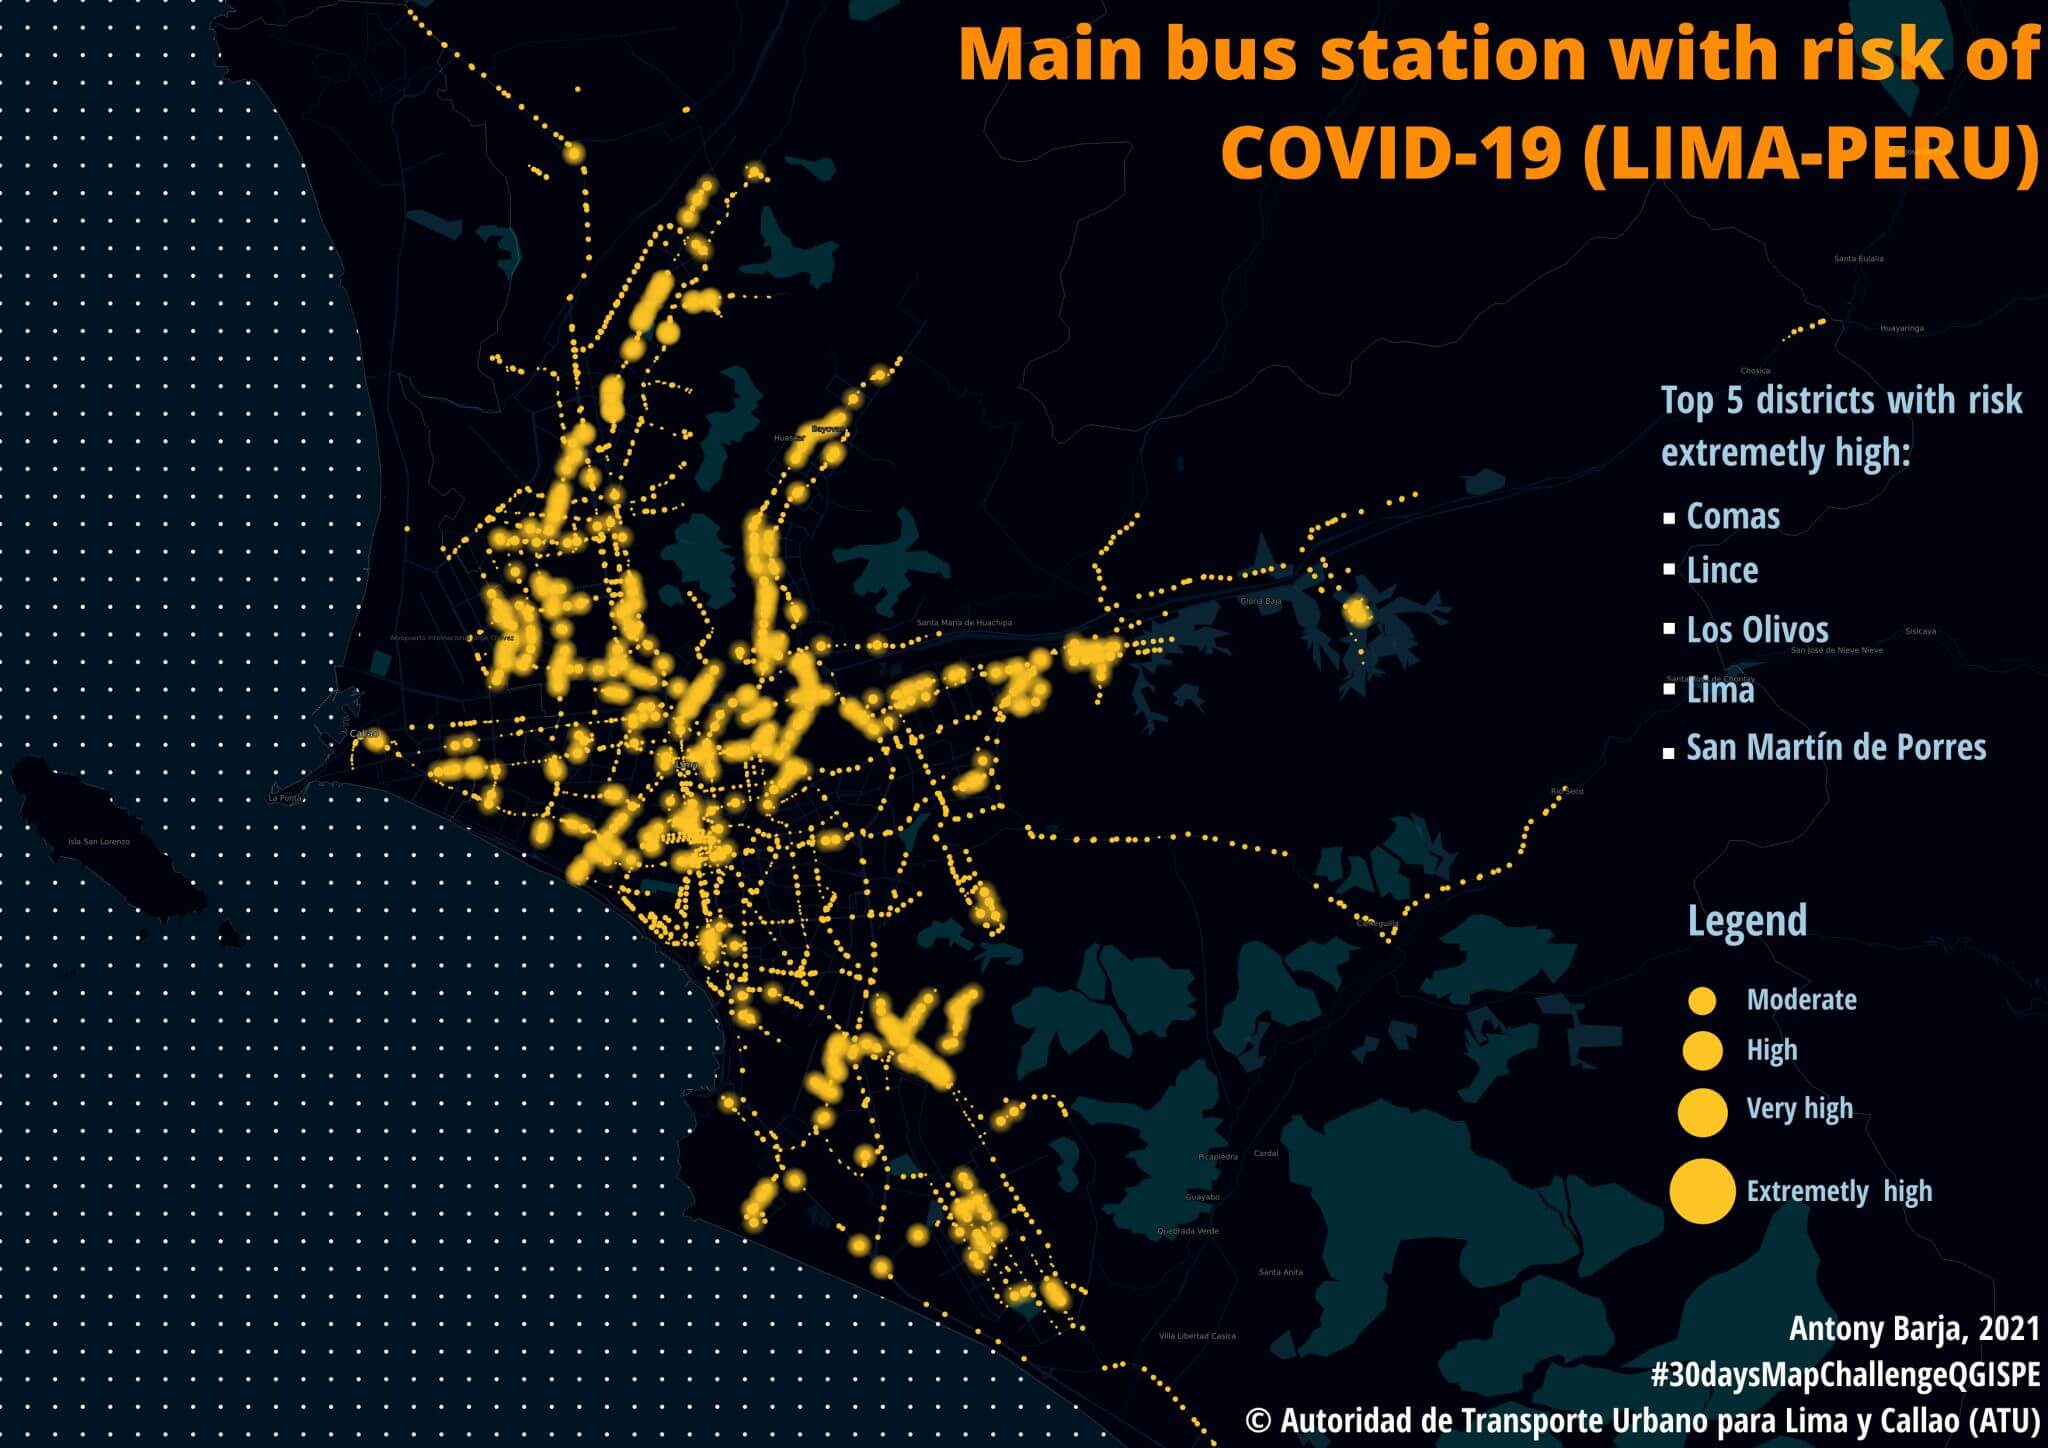 Main bus station with risk of
COVID-19 (LIMA-PERU)
Santa Eulalia
Huayaringa
Chosica
Top 5 districts with risk
extremetly high:
Comas
Lince
Los Olivos
Lima
San Martín de Porres
Huascar
Bayovar
Gloria Baja
Santa Maria de Huachipa
Aeropuerto Internacional Jorge Chávez
Sisicaya
San José de Nieve Nieve
Callao
Lima
La Punta
Río Seco
Isla San Lorenzo
Cieneguilla
Legend
Moderate
High
Very high
Extremetly high
Picapiedra
Cardal
Guayabo
Quebrada Verde
Santa Anita
Villa Libertad Casica
Antony Barja, 2021
#30daysMapChallengeQGISPE
© Autoridad de Transporte Urbano para Lima y Callao (ATU)